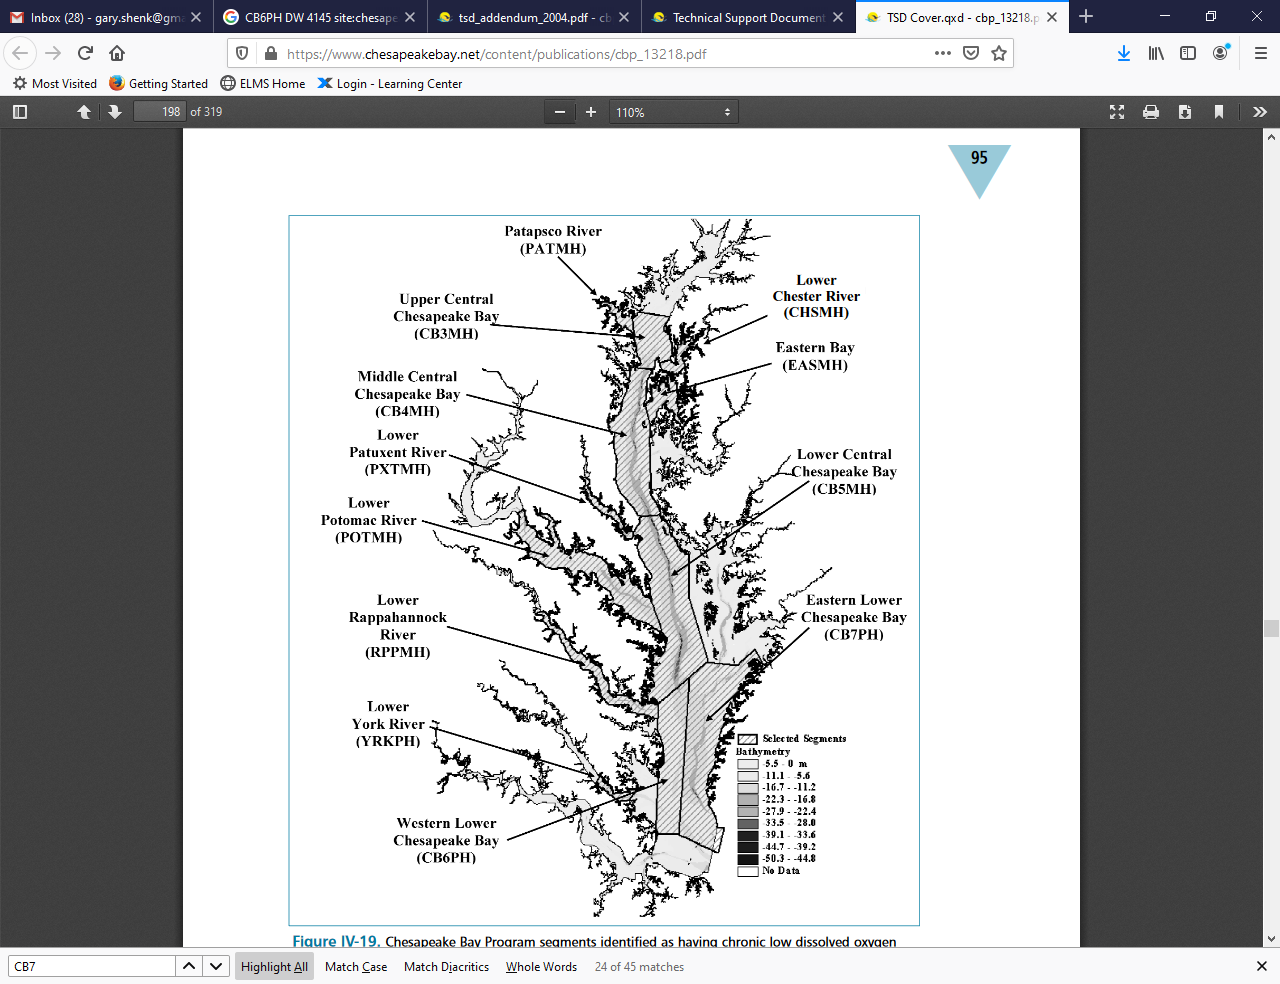 Inbox (28) - gary.shenk@gm
CB6PH DW 4145 site:chesape
tsd_addendum_2004.pdf - cb
Technical Support Document
TSD Cover.qxd - cbp_13218.p
https://www.chesapeakebay.net/content/publications/cbp_13218.pdf
Most Visited
Getting Started
ELMS Home
Login - Learning Center
198 of 319
110%
95
Patapsco River
(PATMH)
Upper Central
Chesapeake Bay
(CB3MH)
Lower
Chester River
(CHSMH)
Eastern Bay
(EASMH)
Middle Central
Chesapeake Bay
(CB4MH)
Lower
Patuxent River
(PXTMH)
Lower Central
Chesapeake Bay
(CB5MH)
Lower
Potomac River
(POTMH)
Lower
Rappahannock
River
(RPPMH)
Eastern Lower
Chesapeake Bay
(CB7PH)
Lower
York River
(YRKPH)
Western Lower
Chesapeake Bay
(CB6PH)
Selected Segments
Bathymetry
-5.5 - 0 m
-11.1 - -5.6
-16.7 - -11.2
-22.3 - -16.8
-27.9 - -22.4
-33.5 - -28.0
-39.1 - -33.6
-44.7 - -39.2
-50.3 - -44.8
No Data
Figure IV-19. Chesapeake Bay Program segments identified as having chronic low dissolved oxygen
CB7
Highlight All
Match Case
Match Diacritics
Whole Words
24 of 45 matches